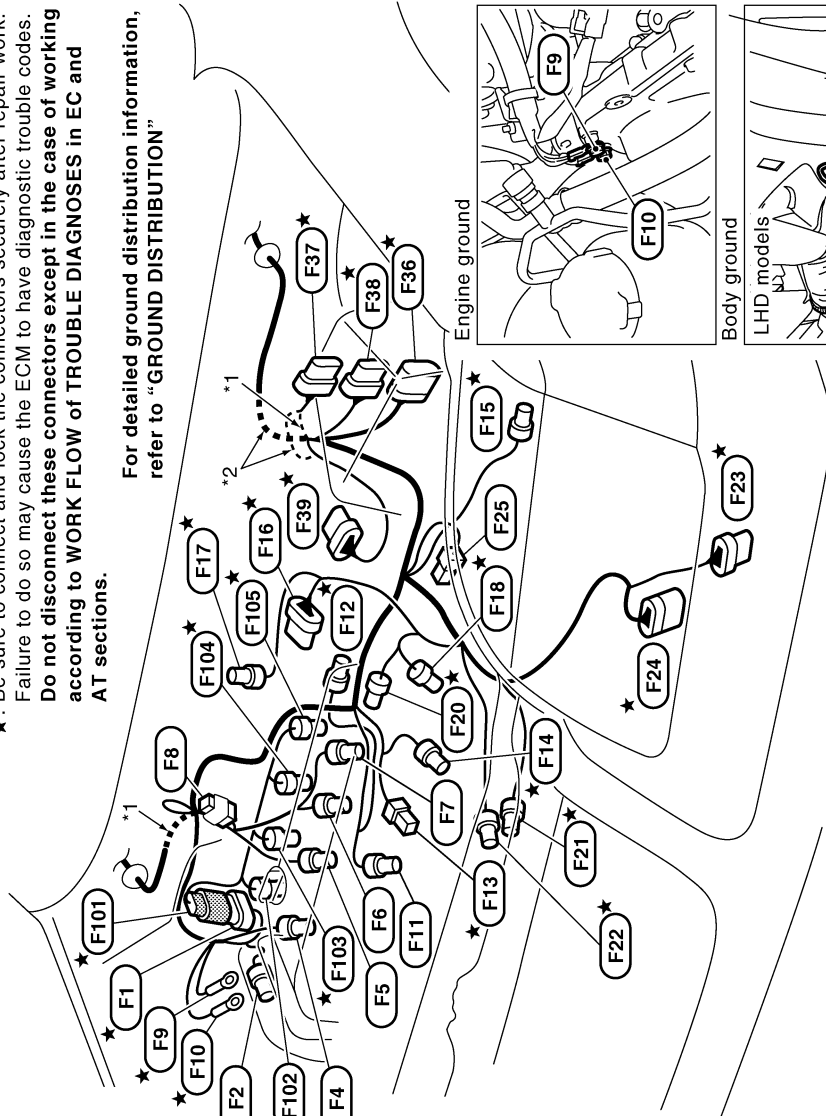 ★: Be sure to connect and lock the connectors securely after repair work.
Failure to do so may cause the ECM to have diagnostic trouble codes.
Do not disconnect these connectors except in the case of working
according to WORK FLOW of TROUBLE DIAGNOSES in EC and
AT sections.
For detailed ground distribution information,
refer to “GROUND DISTRIBUTION”
F101 ★
F1 ★
F9 ★
F10 ★
F2
F102
F4
*1
F8
F104 ★
F17 ★
F105 ★
F16 ★
F39 ★
*2
*1
F37 ★
F38 ★
F36 ★
F12 ★
F103 ★
F5
F6
F11
F7
F20 ★
F18 ★
F25
F15 ★
F13 ★
F14
F21 ★
F22 ★
F24 ★
F23 ★
Engine ground
F9
F10
Body ground
LHD models